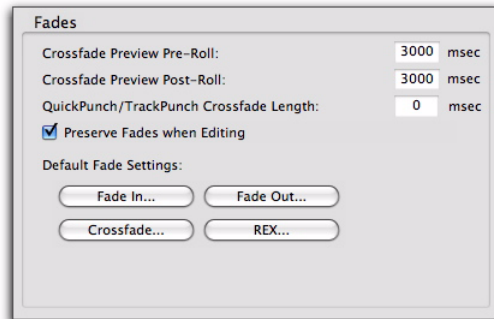 Fades
Crossfade Preview Pre-Roll: 3000 msec
Crossfade Preview Post-Roll: 3000 msec
QuickPunch/TrackPunch Crossfade Length: 0 msec
Preserve Fades when Editing
Default Fade Settings:
Fade In... Fade Out...
Crossfade... REX...